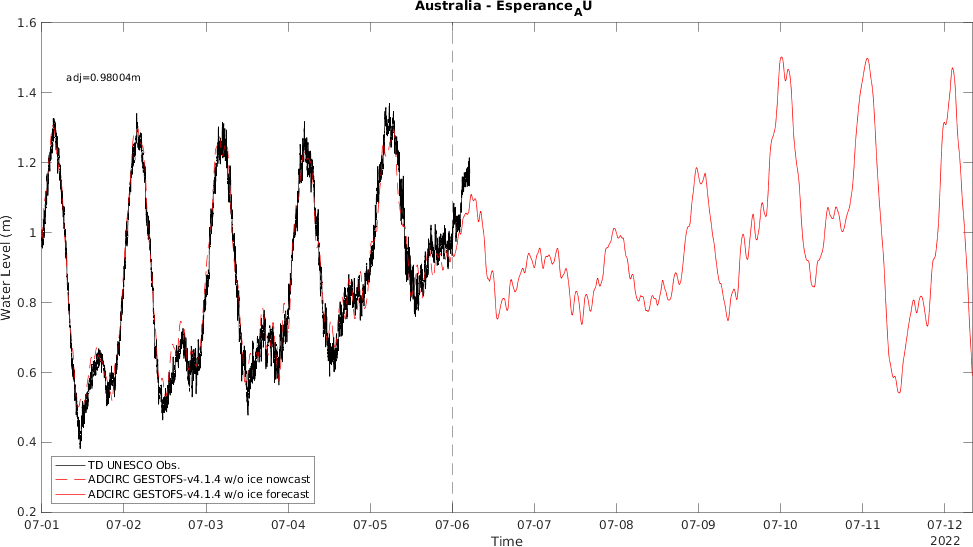 Australia - Esperance_AU
adj=0.98004m
Water Level (m)
1.6
1.4
1.2
1
0.8
0.6
0.4
0.2
TD UNESCO Obs.
ADCIRC GESTOFS-v4.1.4 w/o ice nowcast
ADCIRC GESTOFS-v4.1.4 w/o ice forecast
07-01 07-02 07-03 07-04 07-05 07-06 07-07 07-08 07-09 07-10 07-11 07-12
Time
2022